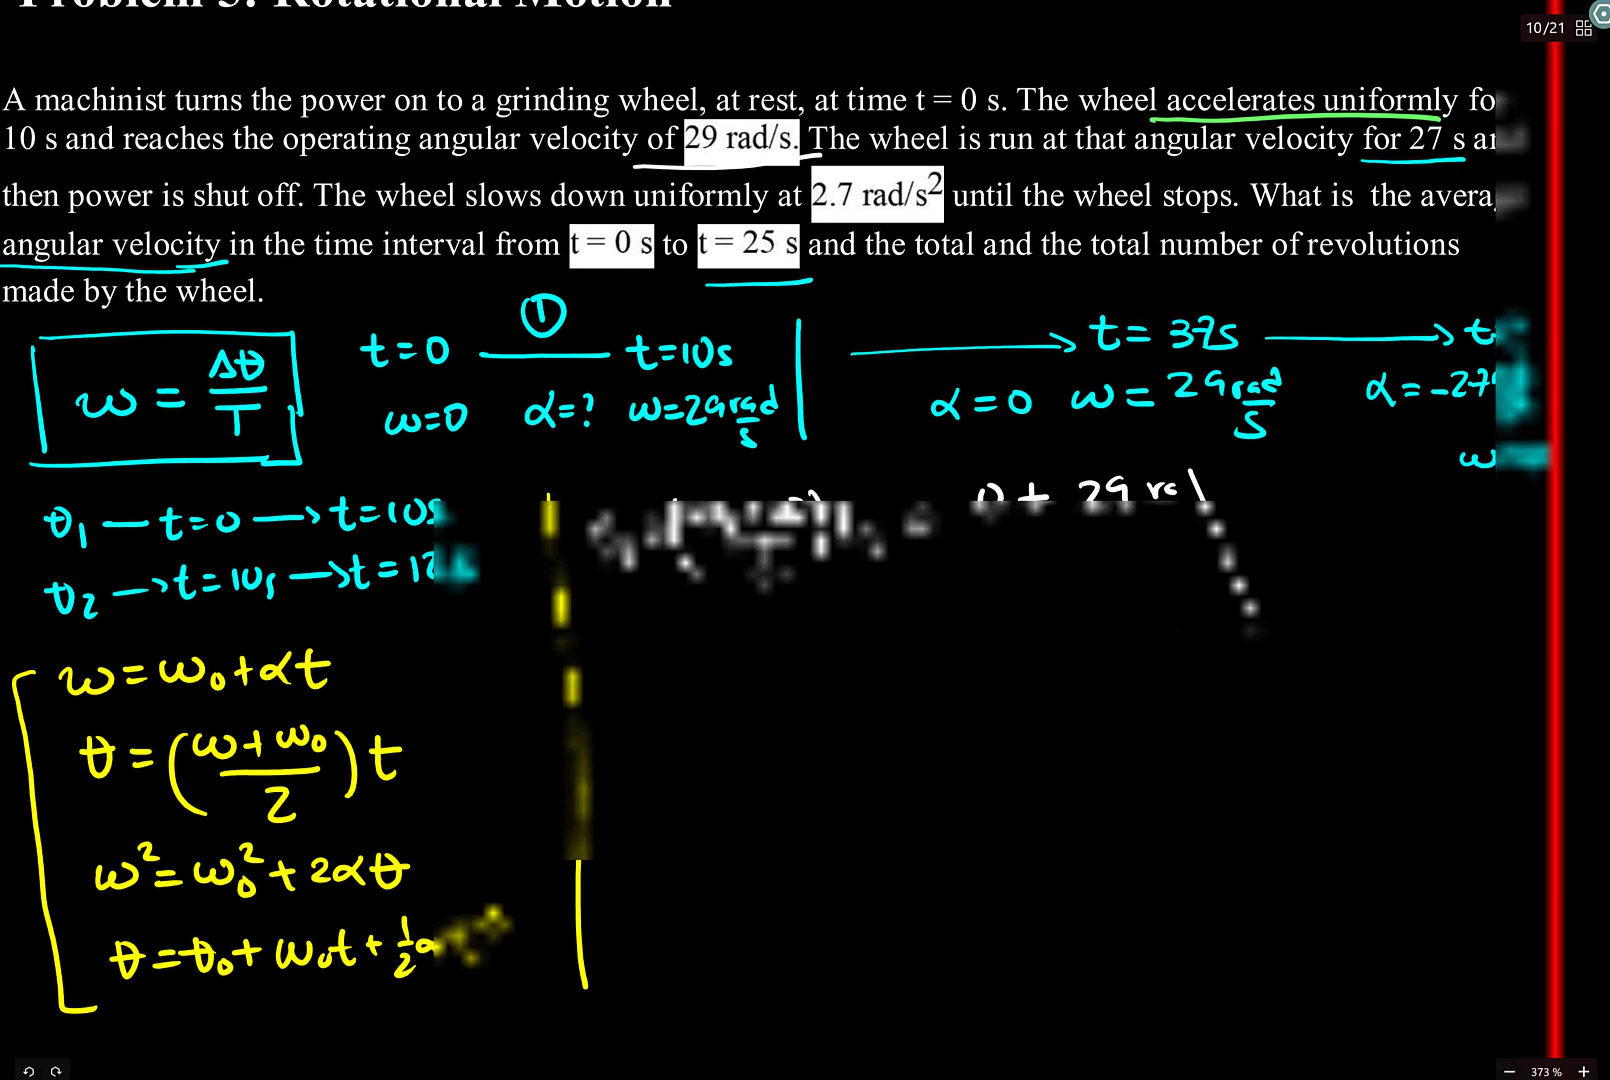 10/21
A machinist turns the power on to a grinding wheel, at rest, at time t = 0 s. The wheel accelerates uniformly fo
10 s and reaches the operating angular velocity of 29 rad/s. The wheel is run at that angular velocity for 27 s
then power is shut off. The wheel slows down uniformly at 2.7 rad/s² until the wheel stops. What is the avera
angular velocity in the time interval from t = 0 s to t = 25 s and the total and the total number of revolutions
made by the wheel.
①
ω = Δθ/T
t=0 — t=10s → t = 37s → t
ω=0 α=? ω=29 rad/s α=0 ω=29 rad/s α=-27
ω
θ₁ — t=0 → t=10s
θ₂ → t=10s → t=12
0 + 29
ω=ω₀+αt
θ=(ω+ω₀/2)t
ω²=ω₀²+2αθ
θ=θ₀+ω₀t+½α
373 %